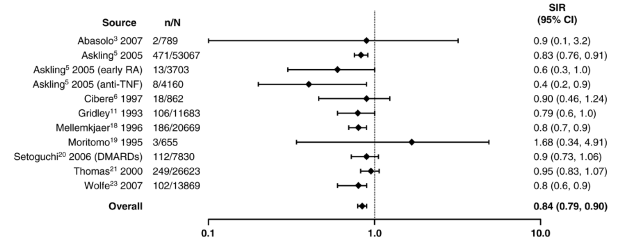 SIR
Source n/N (95% CI)
Abasolo³ 2007 2/789 0.9 (0.1, 3.2)
Askling⁵ 2005 471/53067 0.83 (0.76, 0.91)
Askling⁵ 2005 (early RA) 13/3703 0.6 (0.3, 1.0)
Askling⁵ 2005 (anti-TNF) 8/4160 0.4 (0.2, 0.9)
Cibere⁶ 1997 18/862 0.90 (0.46, 1.24)
Gridley¹¹ 1993 106/11683 0.79 (0.6, 1.0)
Mellemkjaer¹⁸ 1996 186/20669 0.8 (0.7, 0.9)
Moritomo¹⁹ 1995 3/655 1.68 (0.34, 4.91)
Setoguchi²⁰ 2006 (DMARDs) 112/7830 0.9 (0.73, 1.06)
Thomas²¹ 2000 249/26623 0.95 (0.83, 1.07)
Wolfe²³ 2007 102/13869 0.8 (0.6, 0.9)
Overall 0.84 (0.79, 0.90)
0.1 1.0 10.0